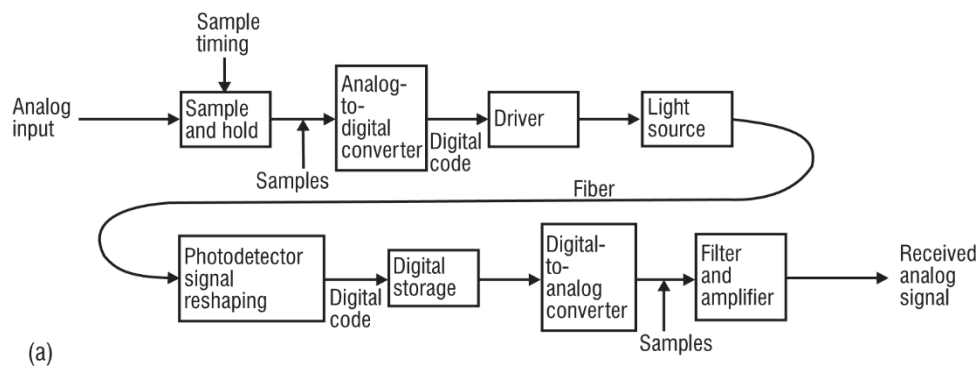 Sample
timing
Analog
input
Sample
and hold
Samples
Analog-
to-
digital
converter
Digital
code
Driver
Light
source
Fiber
Photodetector
signal
reshaping
Digital
code
Digital
storage
Digital-
to-
analog
converter
Samples
Filter
and
amplifier
Received
analog
signal
(a)